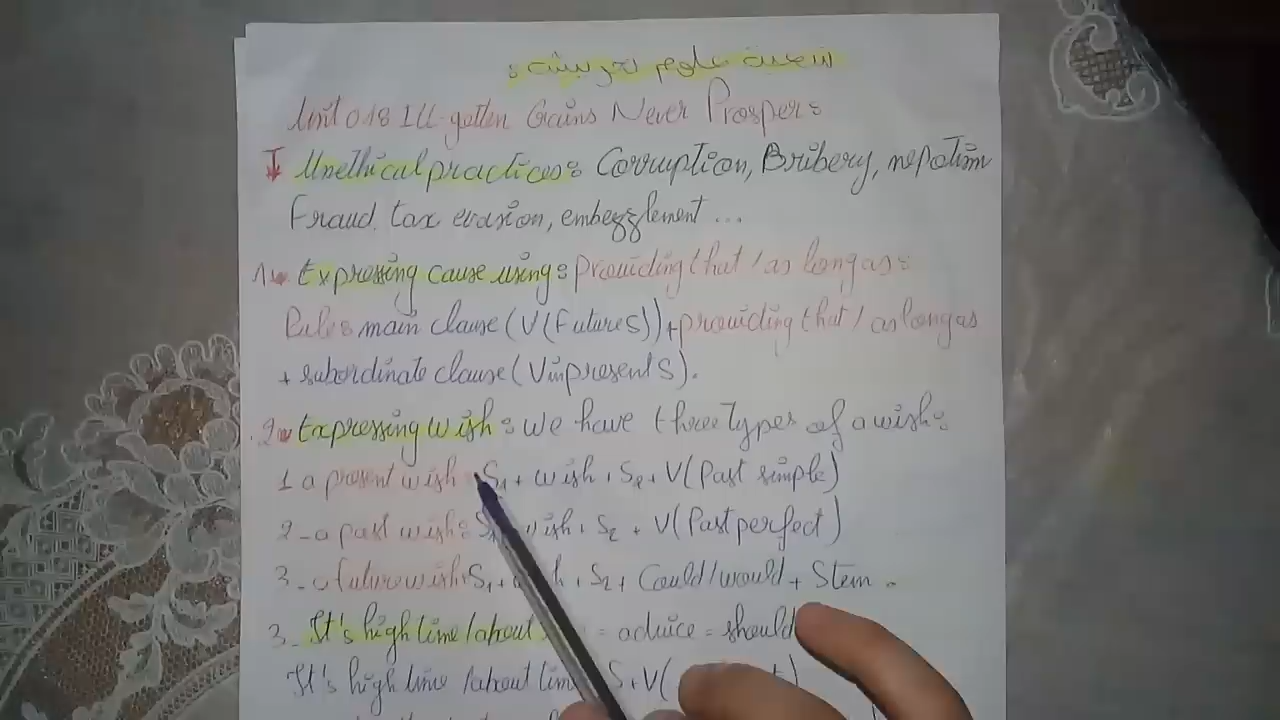 شعبة علوم تجريبية:
Unit 01: Ill-gotten Gains Never Prosper:
I Unethical practices: Corruption, Bribery, nepotism
Fraud, tax evasion, embezzlement ...
1 Expressing cause using: Providing that / as long as:
Rule: main clause (V(Future S)) + providing that / as long as
+ subordinate clause (V in present S).
2 Expressing wish: we have three types of a wish:
1 a present wish S1 + wish + S2 + V(Past simple)
2 - a past wish: wish + S2 + V(Past perfect)
3 - a future wish: S1 + + S2 + Could/would + Stem.
3 - It's high time/about = advice = should
It's high time /about time S + V(